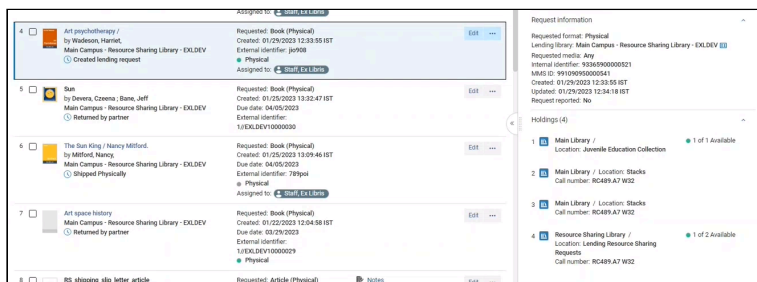 Assigned to: Staff, Ex Libris
4 Art psychotherapy /
by Wadeson, Harriet,
Main Campus - Resource Sharing Library - EXLDEV
Created lending request
Requested: Book (Physical)
Created: 01/29/2023 12:33:55 IST
External identifier: jio908
Physical
Assigned to: Staff, Ex Libris
Edit ...
5 Sun
by Devera, Czeena ; Bane, Jeff
Main Campus - Resource Sharing Library - EXLDEV
Returned by partner
Requested: Book (Physical)
Created: 01/25/2023 13:32:47 IST
Due date: 04/05/2023
External identifier:
1//EXLDEV10000030
Edit ...
6 The Sun King / Nancy Mitford.
by Mitford, Nancy,
Main Campus - Resource Sharing Library - EXLDEV
Shipped Physically
Requested: Book (Physical)
Created: 01/25/2023 13:09:46 IST
Due date: 04/05/2023
External identifier: 789poi
Physical
Assigned to: Staff, Ex Libris
Edit ...
7 Art space history
Main Campus - Resource Sharing Library - EXLDEV
Returned by partner
Requested: Book (Physical)
Created: 01/22/2023 12:04:58 IST
Due date: 03/29/2023
External identifier:
1//EXLDEV10000029
Physical
Edit ...
8 RS shipping slip letter article
Requested: Article (Physical)
Notes
Edit ...
Request information
Requested format: Physical
Lending library: Main Campus - Resource Sharing Library - EXLDEV
Requested media: Any
Internal identifier: 93365900000521
MMS ID: 991090950000541
Created: 01/29/2023 12:33:55 IST
Updated: 01/29/2023 12:34:18 IST
Request reported: No
Holdings (4)
1 Main Library /
Location: Juvenile Education Collection
1 of 1 Available
2 Main Library / Location: Stacks
Call number: RC489.A7 W32
3 Main Library / Location: Stacks
Call number: RC489.A7 W32
4 Resource Sharing Library /
Location: Lending Resource Sharing
Requests
Call number: RC489.A7 W32
1 of 2 Available